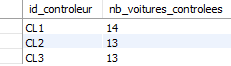 id_controleur nb_voitures_controlees
CL1 14
CL2 13
CL3 13